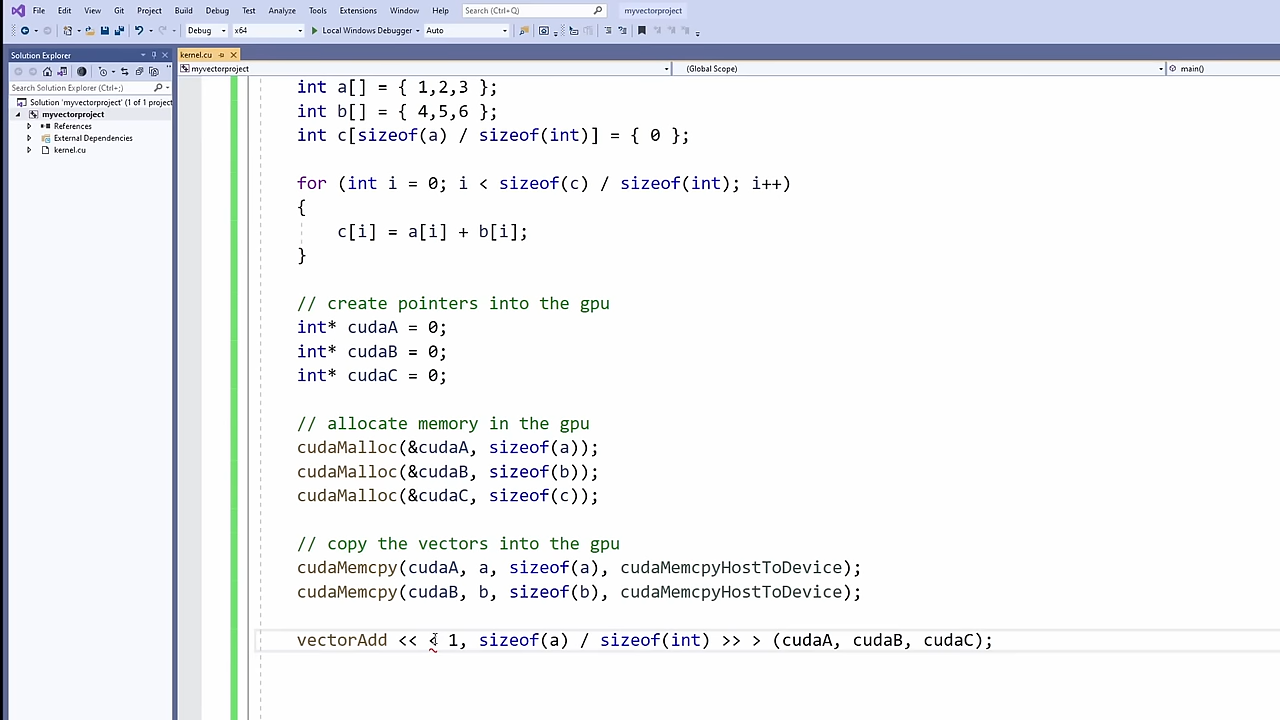 File Edit View Git Project Build Debug Test Analyze Tools Extensions Window Help Search (Ctrl+Q) myvectorproject
Debug x64 Local Windows Debugger Auto
Solution Explorer
Search Solution Explorer (Ctrl+;)
Solution 'myvectorproject' (1 of 1 project
myvectorproject
References
External Dependencies
kernel.cu
kernel.cu
myvectorproject (Global Scope) main()
int a[] = { 1,2,3 };
int b[] = { 4,5,6 };
int c[sizeof(a) / sizeof(int)] = { 0 };
for (int i = 0; i < sizeof(c) / sizeof(int); i++)
{
c[i] = a[i] + b[i];
}
// create pointers into the gpu
int* cudaA = 0;
int* cudaB = 0;
int* cudaC = 0;
// allocate memory in the gpu
cudaMalloc(&cudaA, sizeof(a));
cudaMalloc(&cudaB, sizeof(b));
cudaMalloc(&cudaC, sizeof(c));
// copy the vectors into the gpu
cudaMemcpy(cudaA, a, sizeof(a), cudaMemcpyHostToDevice);
cudaMemcpy(cudaB, b, sizeof(b), cudaMemcpyHostToDevice);
vectorAdd << < 1, sizeof(a) / sizeof(int) >> > (cudaA, cudaB, cudaC);